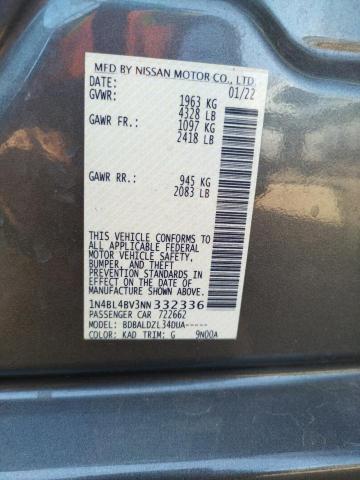 MFD BY NISSAN MOTOR CO., LTD.
DATE: 01/22
GVWR: 1963 KG
4328 LB
GAWR FR.: 1097 KG
2418 LB
GAWR RR.: 945 KG
2083 LB
THIS VEHICLE CONFORMS TO
ALL APPLICABLE U.S. FEDERAL
MOTOR VEHICLE SAFETY,
BUMPER, AND THEFT
PREVENTION STANDARDS IN
EFFECT ON THE DATE OF
MANUFACTURE SHOWN ABOVE.
1N4BL4BV3NN332336
PASSENGER CAR 722662
MODEL: BDBALDZL34DUA-----
COLOR: KAD TRIM: G 9N00A